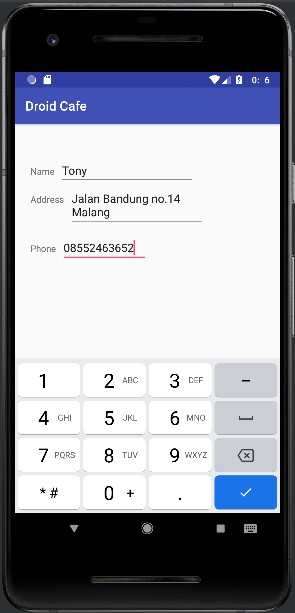 0: 6
Droid Cafe
Name Tony
Address Jalan Bandung no.14
Malang
Phone 08552463652
1 2 ABC 3 DEF –
4 GHI 5 JKL 6 MNO
7 PQRS 8 TUV 9 WXYZ
* # 0 + .